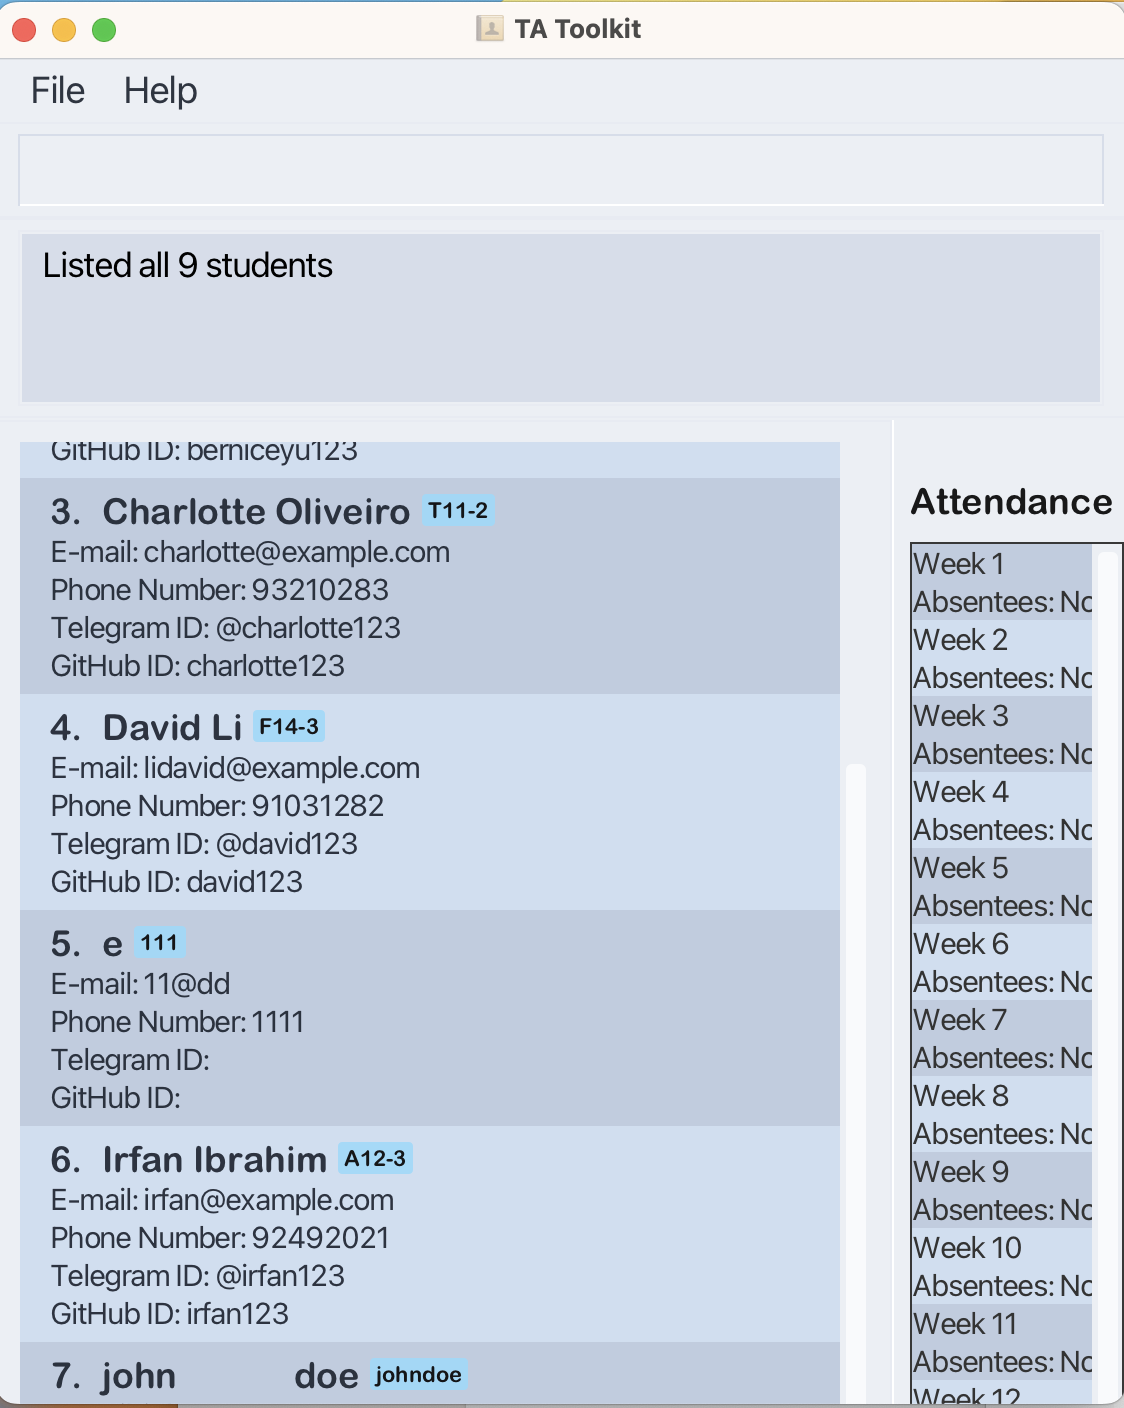 TA Toolkit
File Help
Listed all 9 students
GitHub ID: berniceyu123
3. Charlotte Oliveiro T11-2
E-mail: charlotte@example.com
Phone Number: 93210283
Telegram ID: @charlotte123
GitHub ID: charlotte123
4. David Li F14-3
E-mail: lidavid@example.com
Phone Number: 91031282
Telegram ID: @david123
GitHub ID: david123
5. e 111
E-mail: 11@dd
Phone Number: 1111
Telegram ID:
GitHub ID:
6. Irfan Ibrahim A12-3
E-mail: irfan@example.com
Phone Number: 92492021
Telegram ID: @irfan123
GitHub ID: irfan123
7. john doe johndoe
Attendance
Week 1
Absentees: No
Week 2
Absentees: No
Week 3
Absentees: No
Week 4
Absentees: No
Week 5
Absentees: No
Week 6
Absentees: No
Week 7
Absentees: No
Week 8
Absentees: No
Week 9
Absentees: No
Week 10
Absentees: No
Week 11
Absentees: No
Week 12